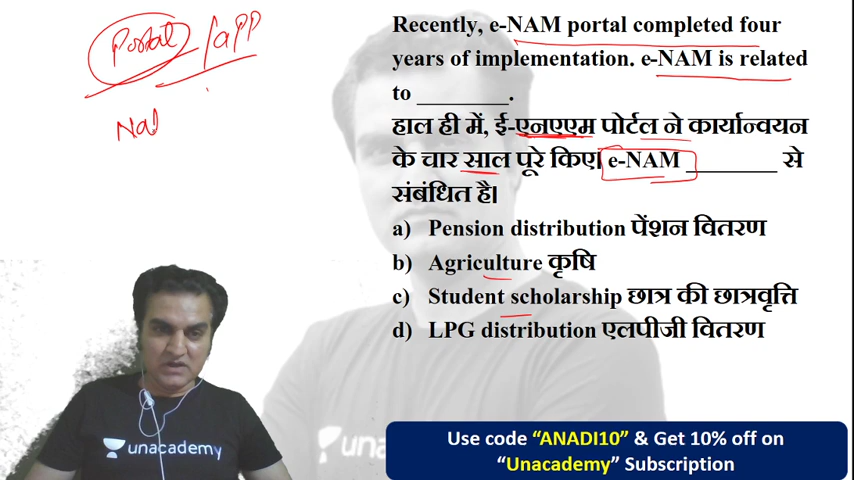 Portal /app
Nat
Recently, e-NAM portal completed four
years of implementation. e-NAM is related
to ________.
हाल ही में, ई-एनएएम पोर्टल ने कार्यान्वयन
के चार साल पूरे किए। e-NAM ________ से
संबंधित है।
a) Pension distribution पेंशन वितरण
b) Agriculture कृषि
c) Student scholarship छात्र की छात्रवृत्ति
d) LPG distribution एलपीजी वितरण
unacademy
una
Use code “ANADI10” & Get 10% off on
“Unacademy” Subscription